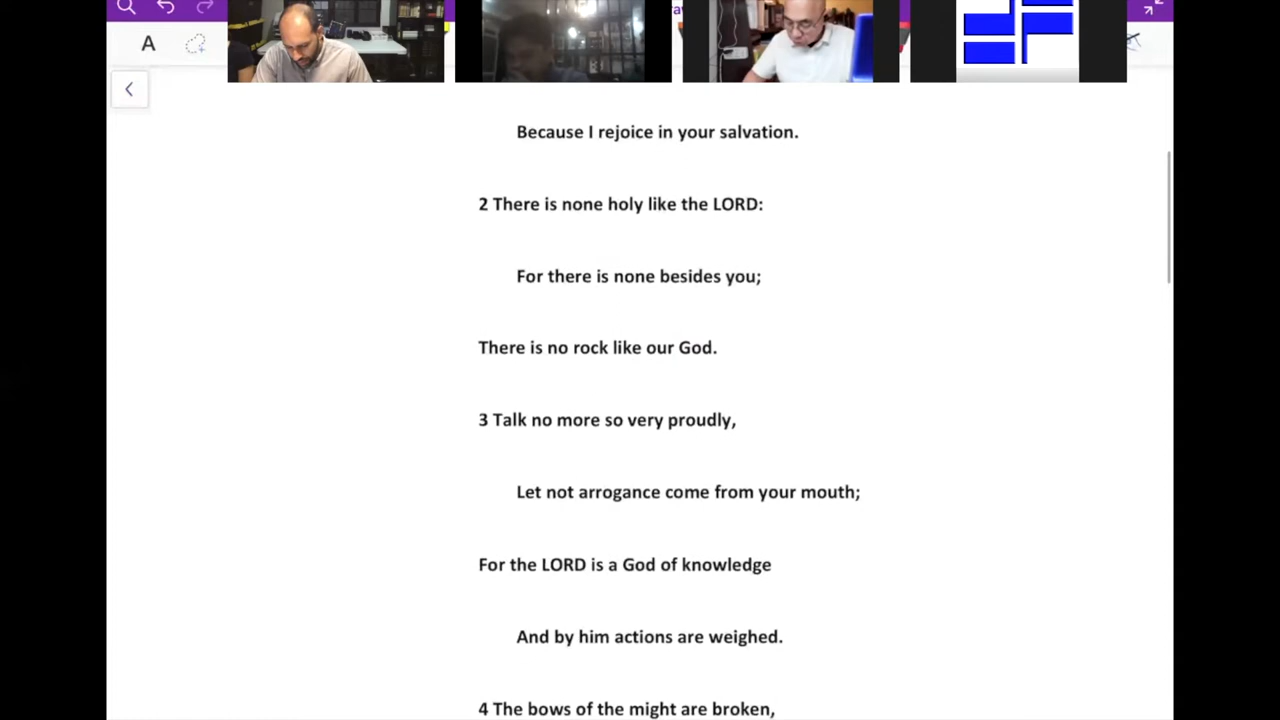 A
Because I rejoice in your salvation.
2 There is none holy like the LORD:
For there is none besides you;
There is no rock like our God.
3 Talk no more so very proudly,
Let not arrogance come from your mouth;
For the LORD is a God of knowledge
And by him actions are weighed.
4 The bows of the might are broken,